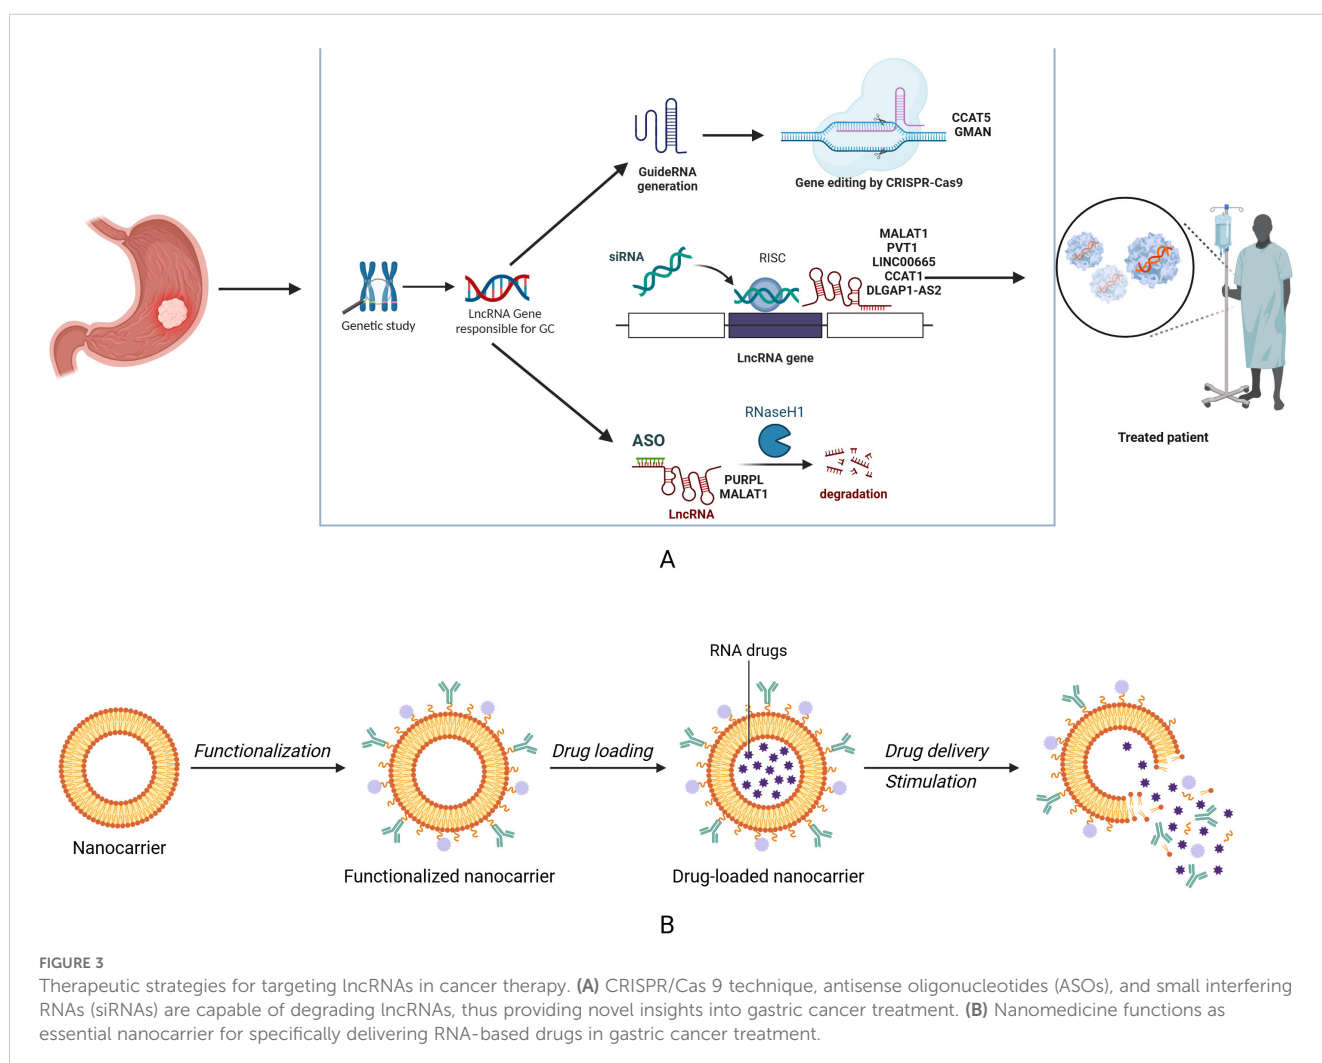 GuideRNA
generation
CCAT5
GMAN
Gene editing by CRISPR-Cas9
Genetic study
LncRNA Gene
responsible for GC
siRNA
RISC
MALAT1
PVT1
LINC00665
CCAT1
DLGAP1-AS2
LncRNA gene
ASO
RNaseH1
PURPL
MALAT1
LncRNA
degradation
Treated patient
A
RNA drugs
Functionalization
Drug loading
Drug delivery
Stimulation
Nanocarrier
Functionalized nanocarrier
Drug-loaded nanocarrier
B
FIGURE 3
Therapeutic strategies for targeting lncRNAs in cancer therapy. (A) CRISPR/Cas 9 technique, antisense oligonucleotides (ASOs), and small interfering
RNAs (siRNAs) are capable of degrading lncRNAs, thus providing novel insights into gastric cancer treatment. (B) Nanomedicine functions as
essential nanocarrier for specifically delivering RNA-based drugs in gastric cancer treatment.